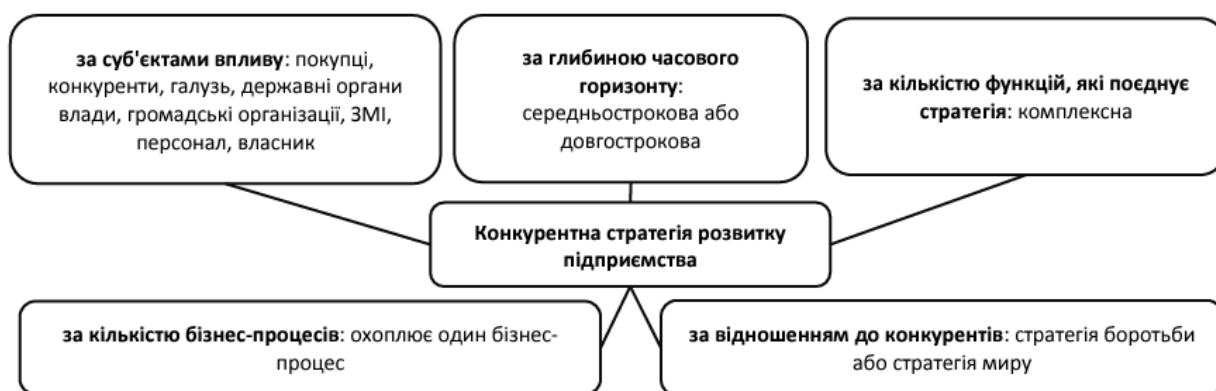 за суб'єктами впливу: покупці,
конкуренти, галузь, державні органи
влади, громадські організації, ЗМІ,
персонал, власник
за глибиною часового
горизонту:
середньострокова або
довгострокова
за кількістю функцій, які поєднує
стратегія: комплексна
Конкурентна стратегія розвитку
підприємства
за кількістю бізнес-процесів: охоплює один бізнес-
процес
за відношенням до конкурентів: стратегія боротьби
або стратегія миру